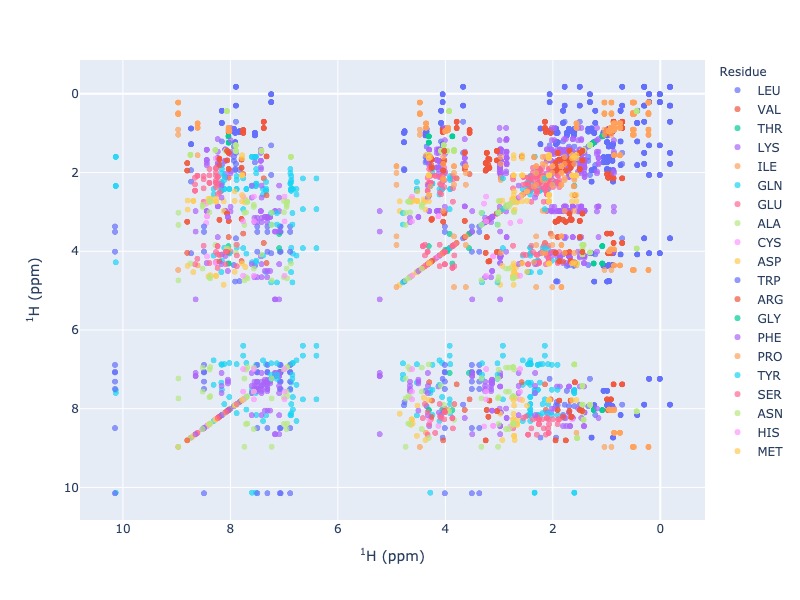 Residue
LEU
VAL
THR
LYS
ILE
GLN
GLU
ALA
CYS
ASP
TRP
ARG
GLY
PHE
PRO
TYR
SER
ASN
HIS
MET
0
2
4
6
8
10
¹H (ppm)
10 8 6 4 2 0
¹H (ppm)